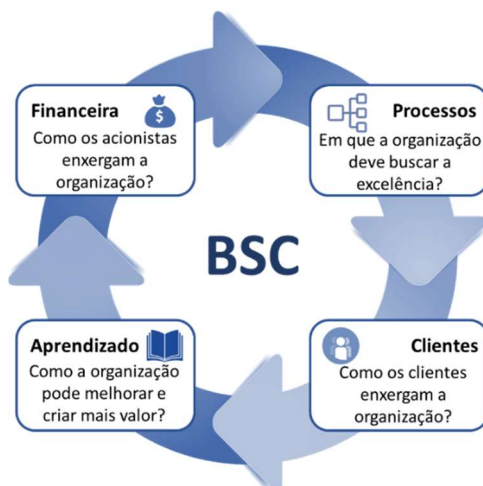 Financeira
Como os acionistas
enxergam a
organização?
Processos
Em que a organização
deve buscar a
excelência?
BSC
Aprendizado
Como a organização
pode melhorar e
criar mais valor?
Clientes
Como os clientes
enxergam a
organização?